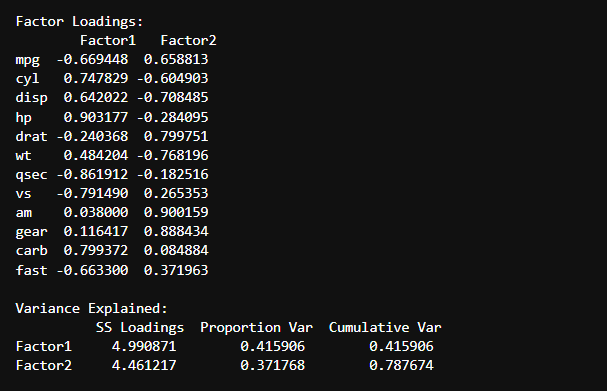 Factor Loadings:
Factor1 Factor2
mpg -0.669448 0.658813
cyl 0.747829 -0.604903
disp 0.642022 -0.708485
hp 0.903177 -0.284095
drat -0.240368 0.799751
wt 0.484204 -0.768196
qsec -0.861912 -0.182516
vs -0.791490 0.265353
am 0.038000 0.900159
gear 0.116417 0.888434
carb 0.799372 0.084884
fast -0.663300 0.371963
Variance Explained:
SS Loadings Proportion Var Cumulative Var
Factor1 4.990871 0.415906 0.415906
Factor2 4.461217 0.371768 0.787674